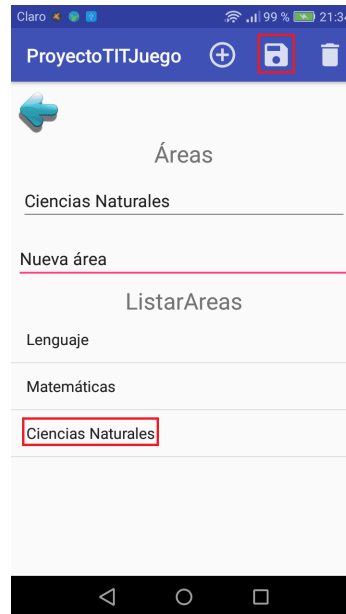 Claro 99 % 21:34
ProyectoTITJuego
Áreas
Ciencias Naturales
Nueva área
ListarAreas
Lenguaje
Matemáticas
Ciencias Naturales